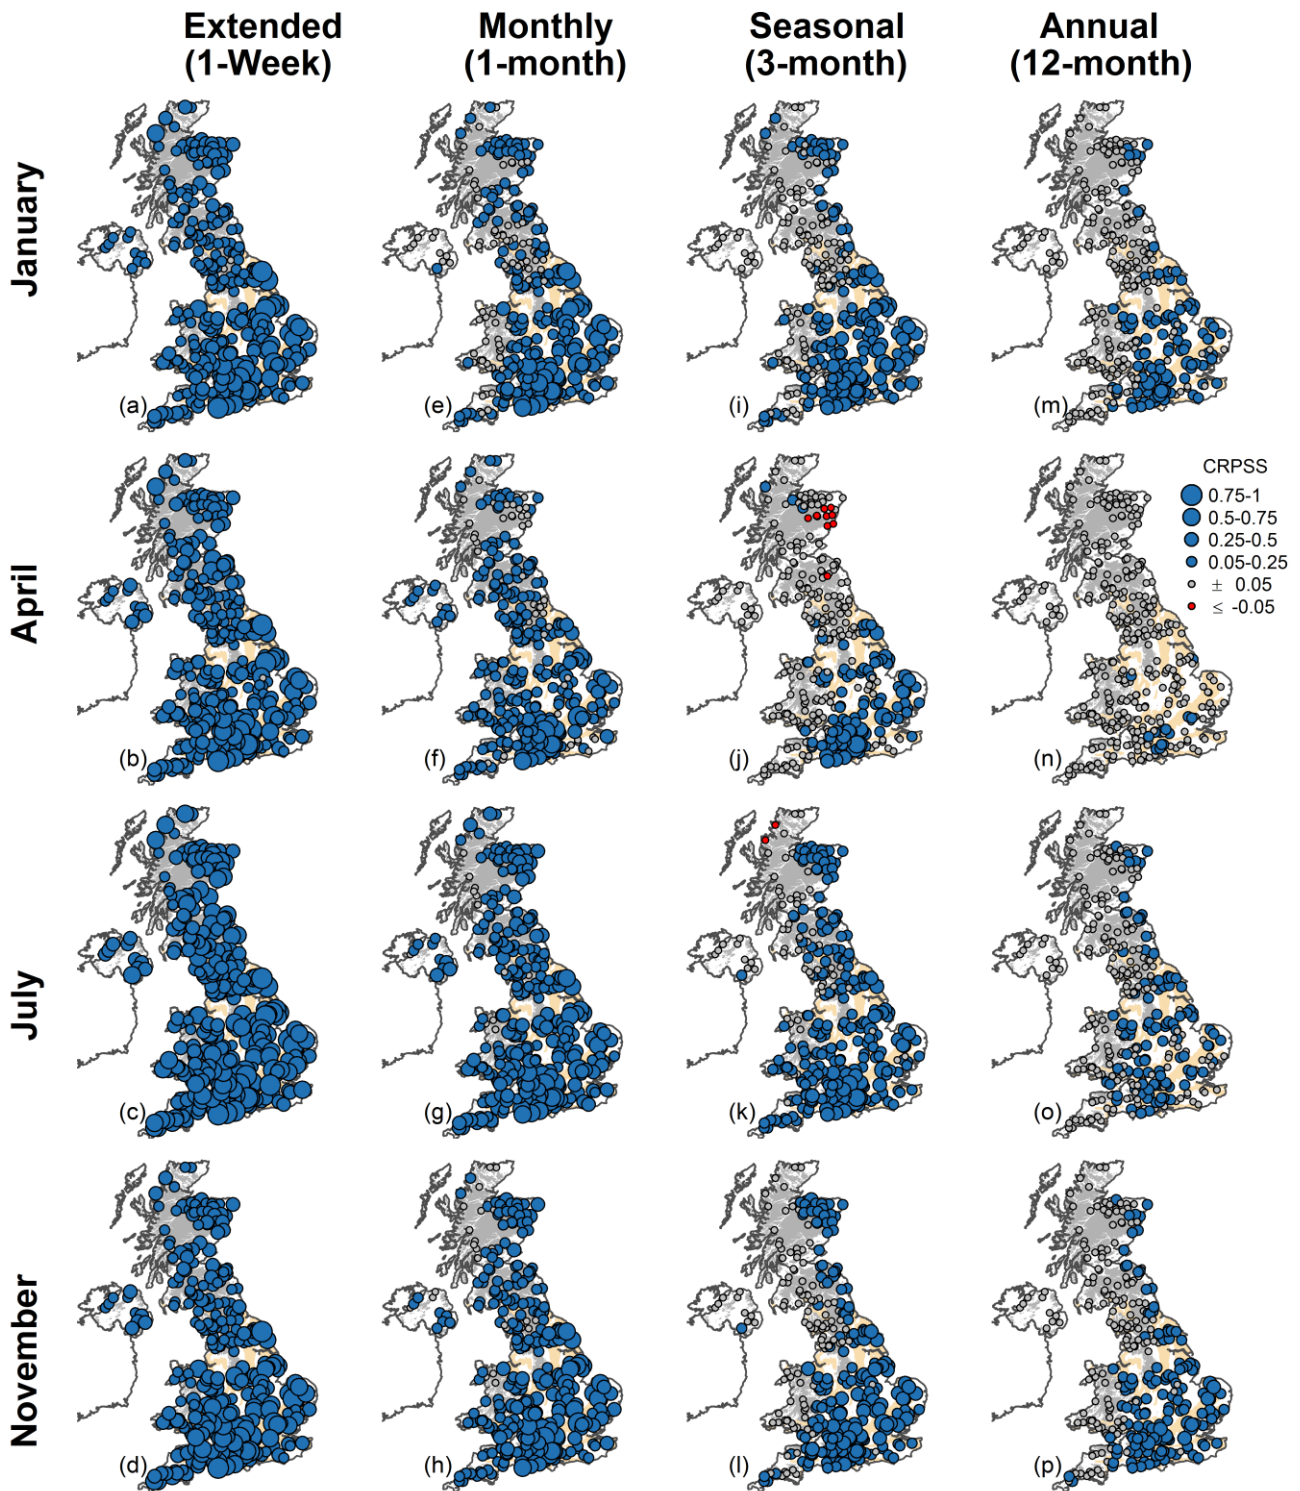 Extended Monthly Seasonal Annual
(1-Week) (1-month) (3-month) (12-month)
January
(a) (e) (i) (m)
April
CRPSS
0.75-1
0.5-0.75
0.25-0.5
0.05-0.25
± 0.05
≤ -0.05
(b) (f) (j) (n)
July
(c) (g) (k) (o)
November
(d) (h) (l) (p)